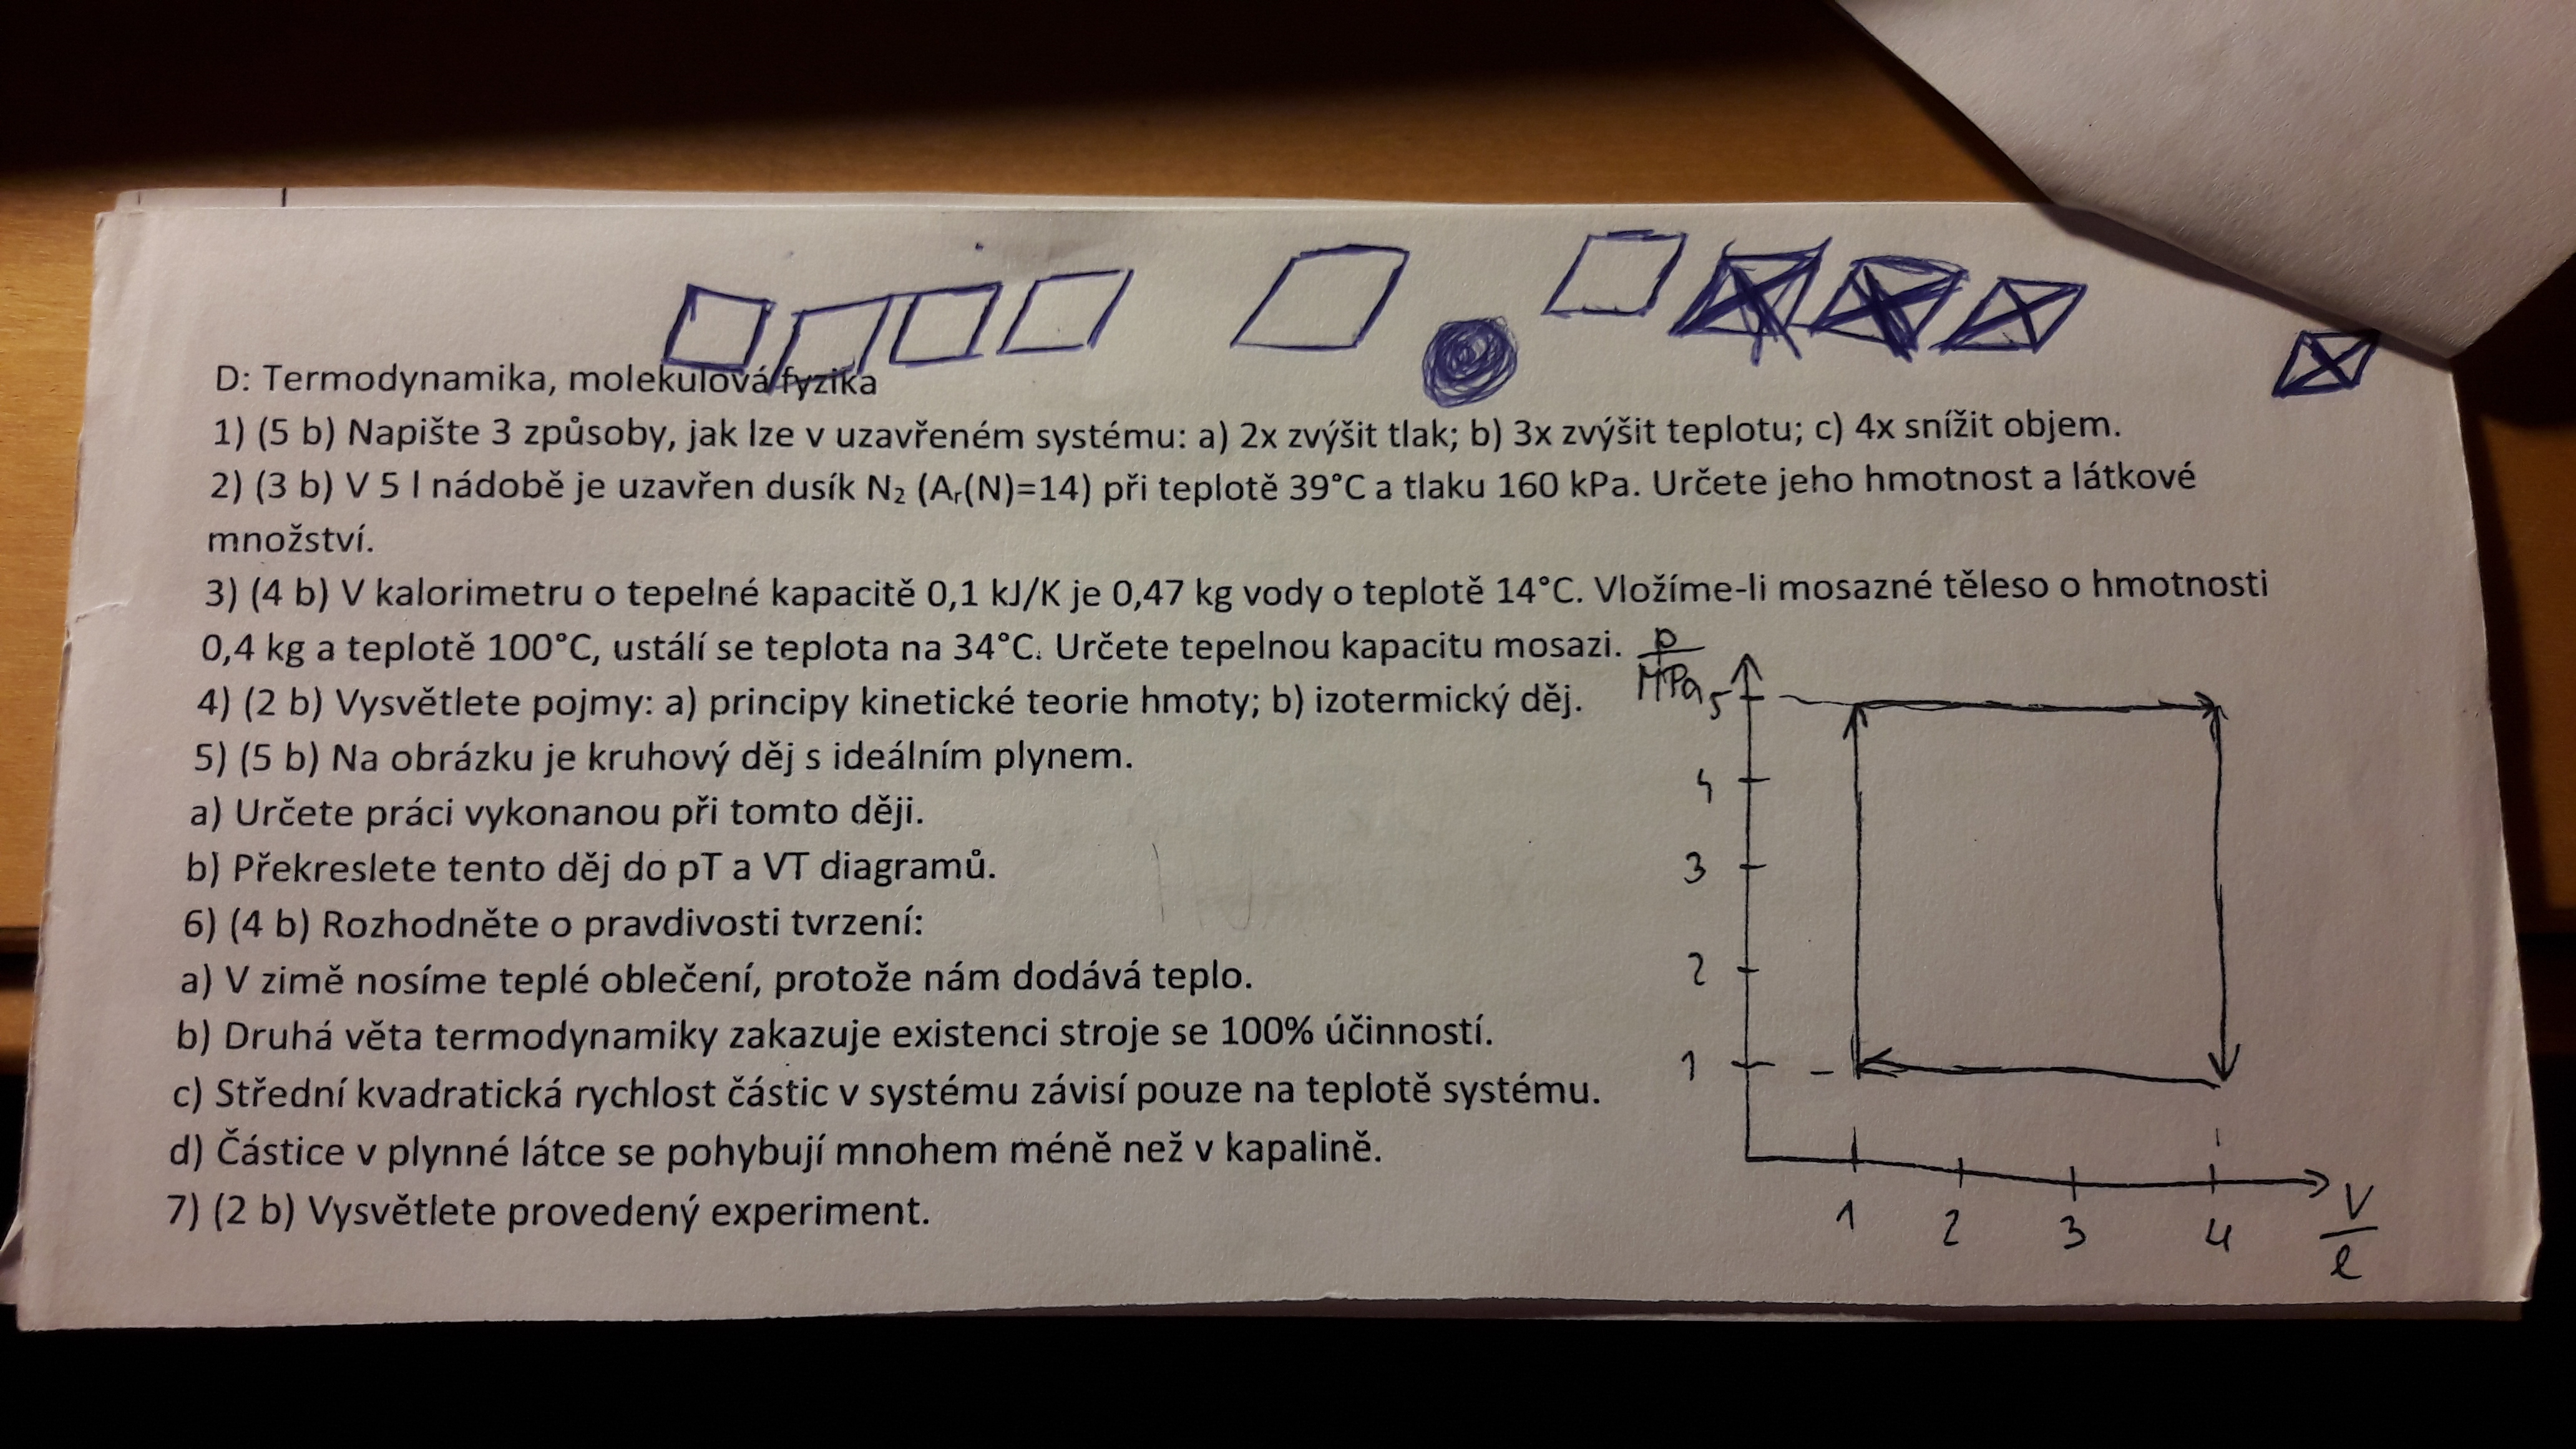 D: Termodynamika, molekulová fyzika
1) (5 b) Napište 3 způsoby, jak lze v uzavřeném systému: a) 2x zvýšit tlak; b) 3x zvýšit teplotu; c) 4x snížit objem.
2) (3 b) V 5 l nádobě je uzavřen dusík N₂ (Aᵣ(N)=14) při teplotě 39°C a tlaku 160 kPa. Určete jeho hmotnost a látkové
množství.
3) (4 b) V kalorimetru o tepelné kapacitě 0,1 kJ/K je 0,47 kg vody o teplotě 14°C. Vložíme-li mosazné těleso o hmotnosti
0,4 kg a teplotě 100°C, ustálí se teplota na 34°C. Určete tepelnou kapacitu mosazi.
4) (2 b) Vysvětlete pojmy: a) principy kinetické teorie hmoty; b) izotermický děj.
5) (5 b) Na obrázku je kruhový děj s ideálním plynem.
a) Určete práci vykonanou při tomto ději.
b) Překreslete tento děj do pT a VT diagramů.
6) (4 b) Rozhodněte o pravdivosti tvrzení:
a) V zimě nosíme teplé oblečení, protože nám dodává teplo.
b) Druhá věta termodynamiky zakazuje existenci stroje se 100% účinností.
c) Střední kvadratická rychlost částic v systému závisí pouze na teplotě systému.
d) Částice v plynné látce se pohybují mnohem méně než v kapalině.
7) (2 b) Vysvětlete provedený experiment.
p
MPa
5
4
3
2
1
1 2 3 4
V
l